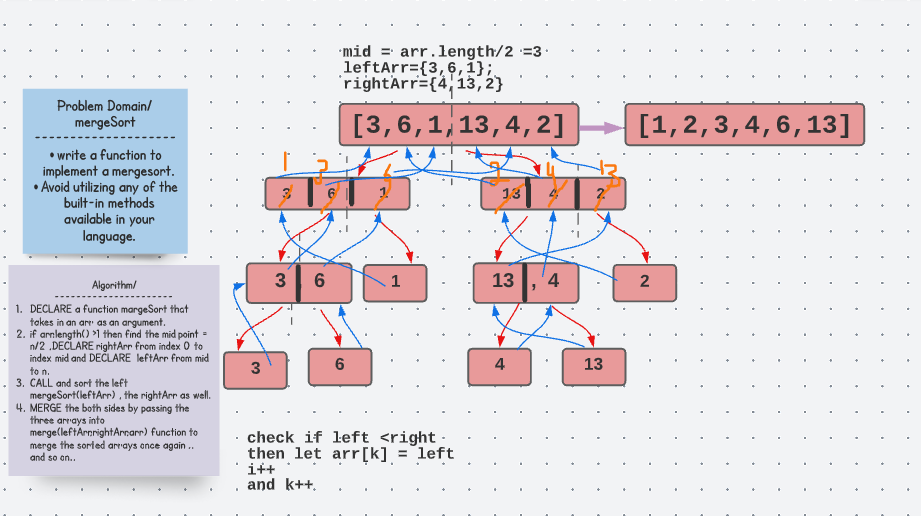 mid = arr.length/2 =3
leftArr={3,6,1};
rightArr={4,13,2}
Problem Domain/
mergeSort
• write a function to
implement a mergesort.
• Avoid utilizing any of the
built-in methods
available in your
language.
[3,6,1,13,4,2]
[1,2,3,4,6,13]
1 3 6
2 4 13
3 6 1
13 4 2
3 6
1
13 , 4
2
3
6
4
13
Algorithm/
1. DECLARE a function margeSort that
takes in an arr as an argument.
2. if arr.length() >1 then find the mid point =
n/2 ,DECLARE rightArr from index 0 to
index mid and DECLARE leftArr from mid
to n.
3. CALL and sort the left
mergeSort(leftArr) , the rightArr as well.
4. MERGE the both sides by passing the
three arrays into
merge(leftArr,rightArr,arr) function to
merge the sorted arrays once again ..
and so on..
check if left <right
then let arr[k] = left
i++
and k++